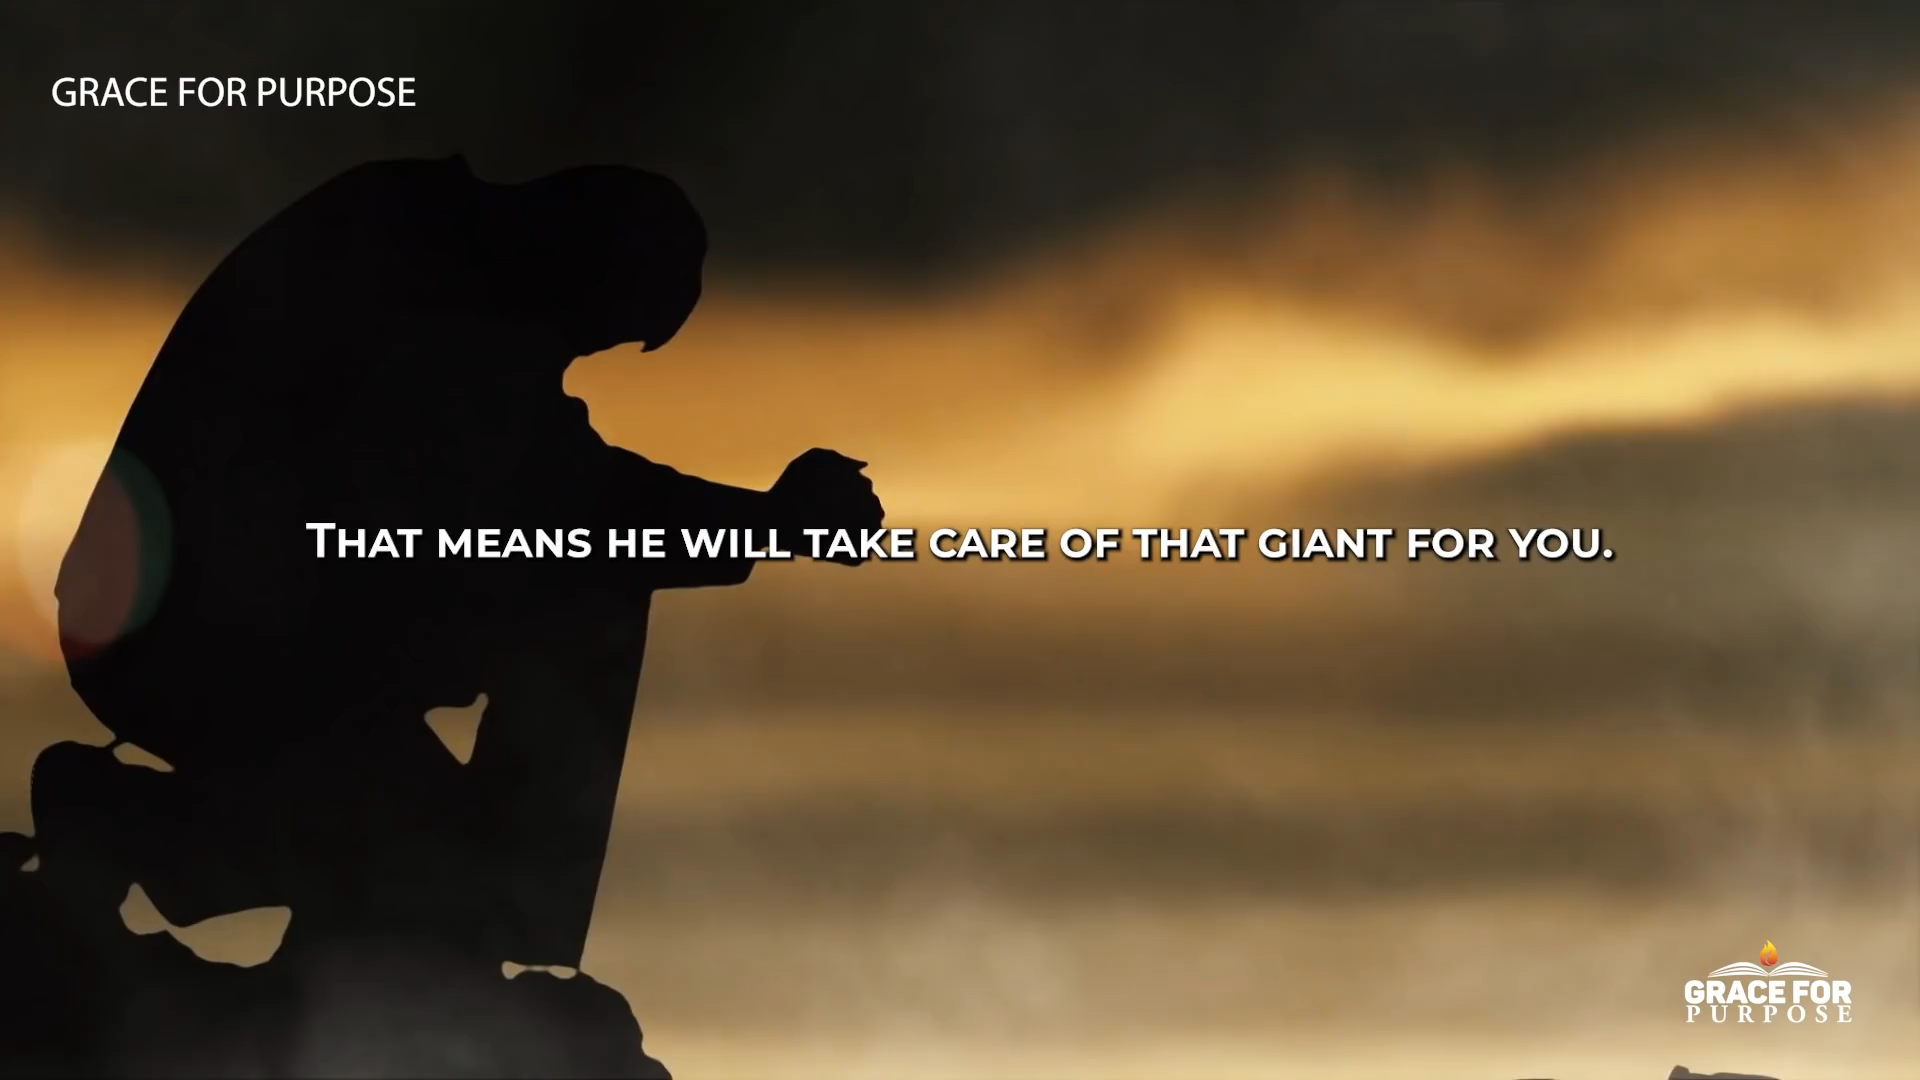 GRACE FOR PURPOSE
THAT MEANS HE WILL TAKE CARE OF THAT GIANT FOR YOU.
GRACE FOR
PURPOSE